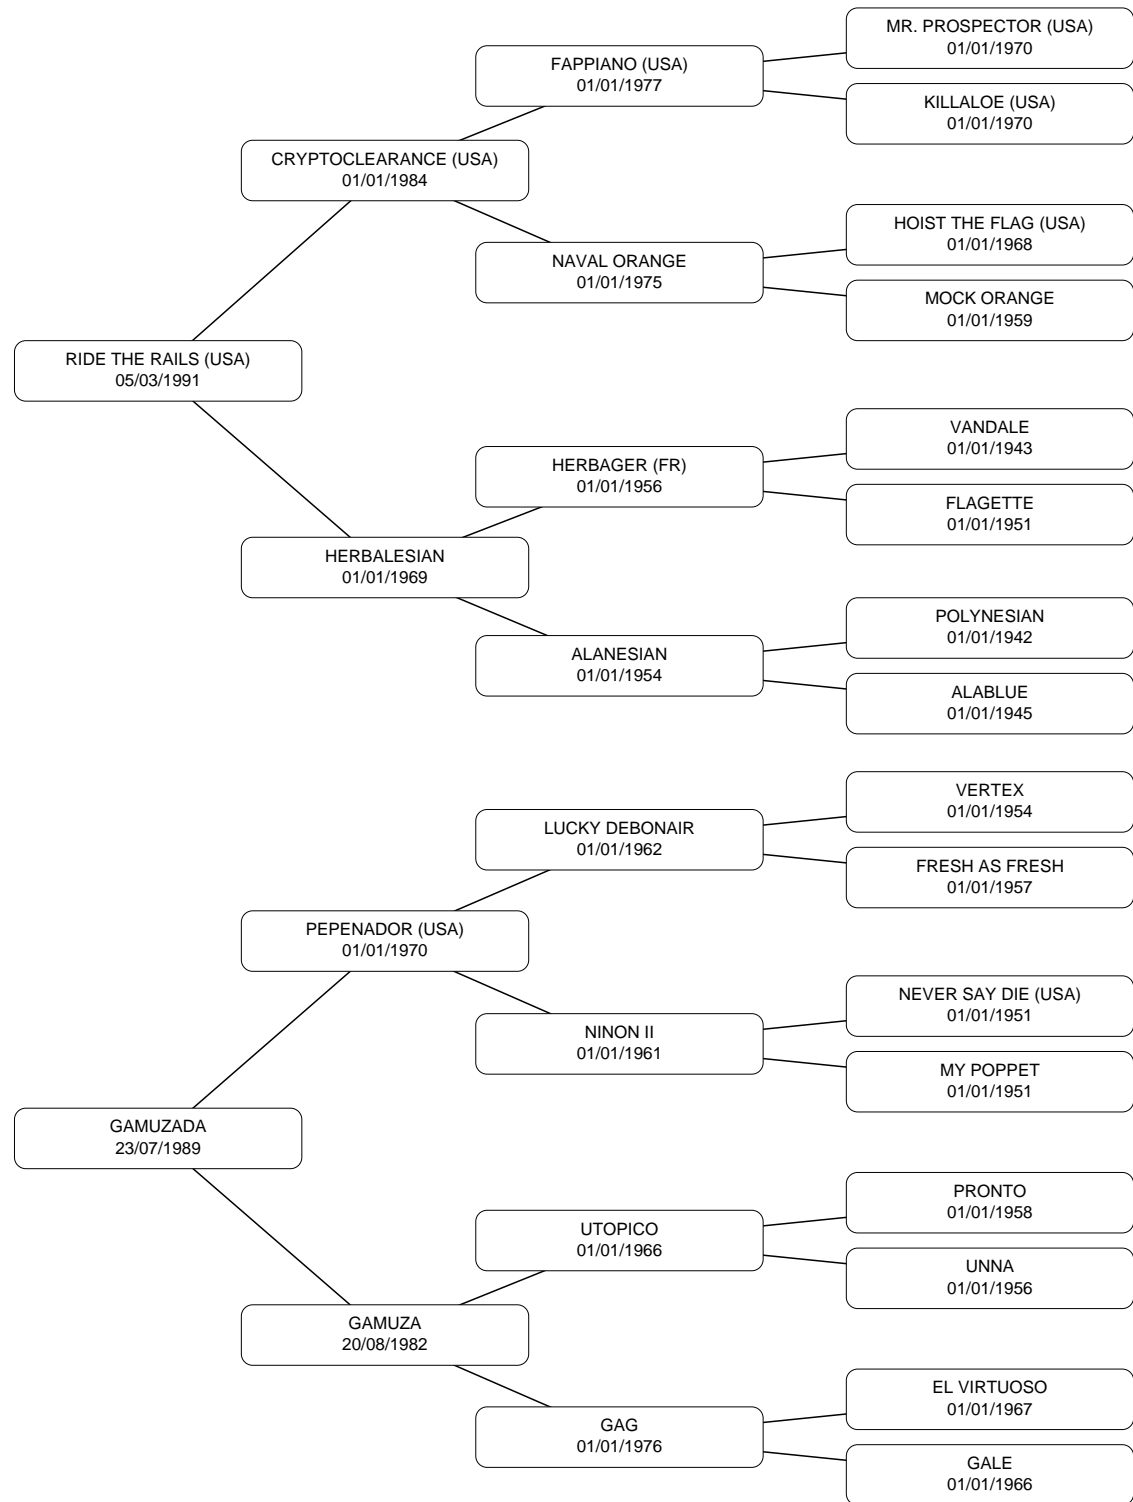 MR. PROSPECTOR (USA)
01/01/1970
FAPPIANO (USA)
01/01/1977
KILLALOE (USA)
01/01/1970
CRYPTOCLEARANCE (USA)
01/01/1984
HOIST THE FLAG (USA)
01/01/1968
NAVAL ORANGE
01/01/1975
MOCK ORANGE
01/01/1959
RIDE THE RAILS (USA)
05/03/1991
VANDALE
01/01/1943
HERBAGER (FR)
01/01/1956
FLAGETTE
01/01/1951
HERBALESIAN
01/01/1969
POLYNESIAN
01/01/1942
ALANESIAN
01/01/1954
ALABLUE
01/01/1945
VERTEX
01/01/1954
LUCKY DEBONAIR
01/01/1962
FRESH AS FRESH
01/01/1957
PEPENADOR (USA)
01/01/1970
NEVER SAY DIE (USA)
01/01/1951
NINON II
01/01/1961
MY POPPET
01/01/1951
GAMUZADA
23/07/1989
PRONTO
01/01/1958
UTOPICO
01/01/1966
UNNA
01/01/1956
GAMUZA
20/08/1982
EL VIRTUOSO
01/01/1967
GAG
01/01/1976
GALE
01/01/1966